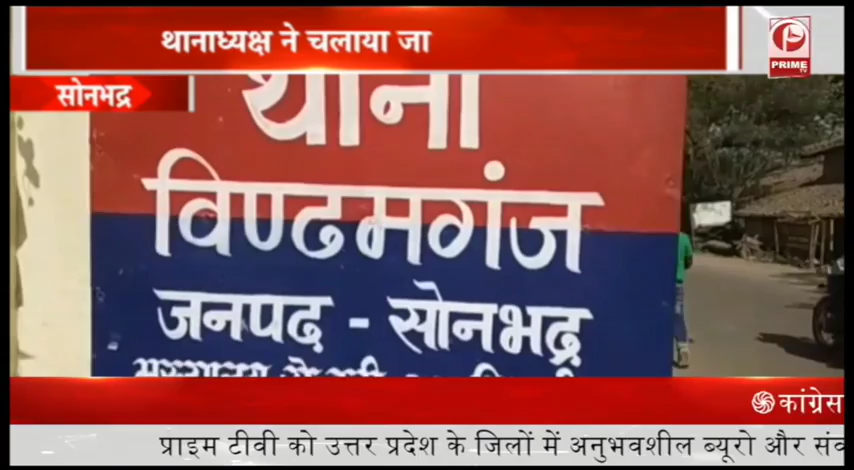 थानाध्यक्ष ने चलाया जा
PRIME
TV
सोनभद्र
थाना
विण्ढमगंज
जनपद - सोनभद्र
कांग्रेस
प्राइम टीवी को उत्तर प्रदेश के जिलों में अनुभवशील ब्यूरो और संव